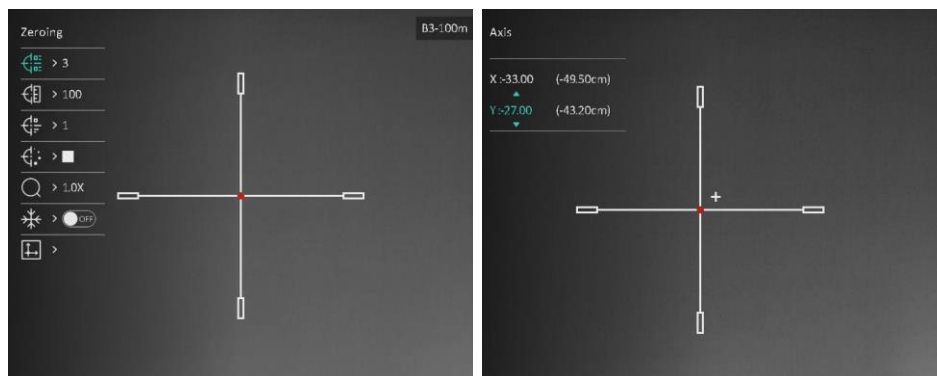 Zeroing
B3-100m
> 3
> 100
> 1
>
> 1.0X
> OFF
>
Axis
X:-33.00 (-49.50cm)
Y:-27.00 (-43.20cm)